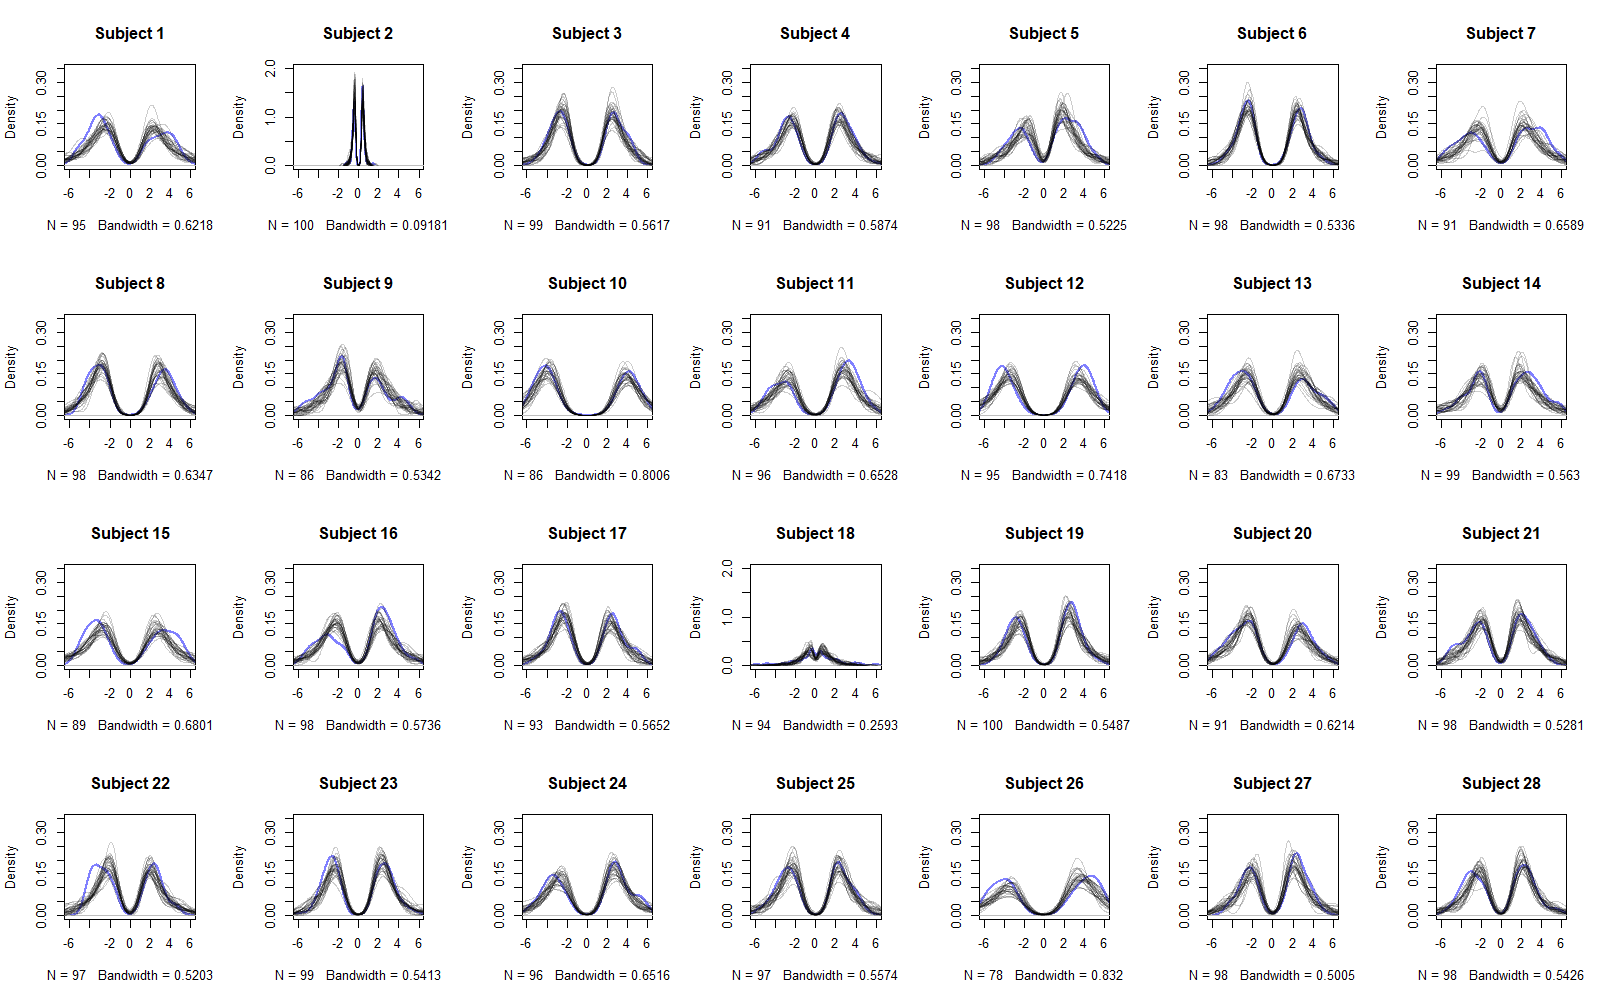 Subject 1 Subject 2 Subject 3 Subject 4 Subject 5 Subject 6 Subject 7
Density Density Density Density Density Density Density
0.00 0.15 0.30 0.0 1.0 2.0 0.00 0.15 0.30 0.00 0.15 0.30 0.00 0.15 0.30 0.00 0.15 0.30 0.00 0.15 0.30
-6 -2 0 2 4 6 -6 -2 0 2 4 6 -6 -2 0 2 4 6 -6 -2 0 2 4 6 -6 -2 0 2 4 6 -6 -2 0 2 4 6 -6 -2 0 2 4 6
N = 95 Bandwidth = 0.6218 N = 100 Bandwidth = 0.09181 N = 99 Bandwidth = 0.5617 N = 91 Bandwidth = 0.5874 N = 98 Bandwidth = 0.5225 N = 98 Bandwidth = 0.5336 N = 91 Bandwidth = 0.6589
Subject 8 Subject 9 Subject 10 Subject 11 Subject 12 Subject 13 Subject 14
Density Density Density Density Density Density Density
0.00 0.15 0.30 0.00 0.15 0.30 0.00 0.15 0.30 0.00 0.15 0.30 0.00 0.15 0.30 0.00 0.15 0.30 0.00 0.15 0.30
-6 -2 0 2 4 6 -6 -2 0 2 4 6 -6 -2 0 2 4 6 -6 -2 0 2 4 6 -6 -2 0 2 4 6 -6 -2 0 2 4 6 -6 -2 0 2 4 6
N = 98 Bandwidth = 0.6347 N = 86 Bandwidth = 0.5342 N = 86 Bandwidth = 0.8006 N = 96 Bandwidth = 0.6528 N = 95 Bandwidth = 0.7418 N = 83 Bandwidth = 0.6733 N = 99 Bandwidth = 0.563
Subject 15 Subject 16 Subject 17 Subject 18 Subject 19 Subject 20 Subject 21
Density Density Density Density Density Density Density
0.00 0.15 0.30 0.00 0.15 0.30 0.00 0.15 0.30 0.0 1.0 2.0 0.00 0.15 0.30 0.00 0.15 0.30 0.00 0.15 0.30
-6 -2 0 2 4 6 -6 -2 0 2 4 6 -6 -2 0 2 4 6 -6 -2 0 2 4 6 -6 -2 0 2 4 6 -6 -2 0 2 4 6 -6 -2 0 2 4 6
N = 89 Bandwidth = 0.6801 N = 98 Bandwidth = 0.5736 N = 93 Bandwidth = 0.5652 N = 94 Bandwidth = 0.2593 N = 100 Bandwidth = 0.5487 N = 91 Bandwidth = 0.6214 N = 98 Bandwidth = 0.5281
Subject 22 Subject 23 Subject 24 Subject 25 Subject 26 Subject 27 Subject 28
Density Density Density Density Density Density Density
0.00 0.15 0.30 0.00 0.15 0.30 0.00 0.15 0.30 0.00 0.15 0.30 0.00 0.15 0.30 0.00 0.15 0.30 0.00 0.15 0.30
-6 -2 0 2 4 6 -6 -2 0 2 4 6 -6 -2 0 2 4 6 -6 -2 0 2 4 6 -6 -2 0 2 4 6 -6 -2 0 2 4 6 -6 -2 0 2 4 6
N = 97 Bandwidth = 0.5203 N = 99 Bandwidth = 0.5413 N = 96 Bandwidth = 0.6516 N = 97 Bandwidth = 0.5574 N = 78 Bandwidth = 0.832 N = 98 Bandwidth = 0.5005 N = 98 Bandwidth = 0.5426